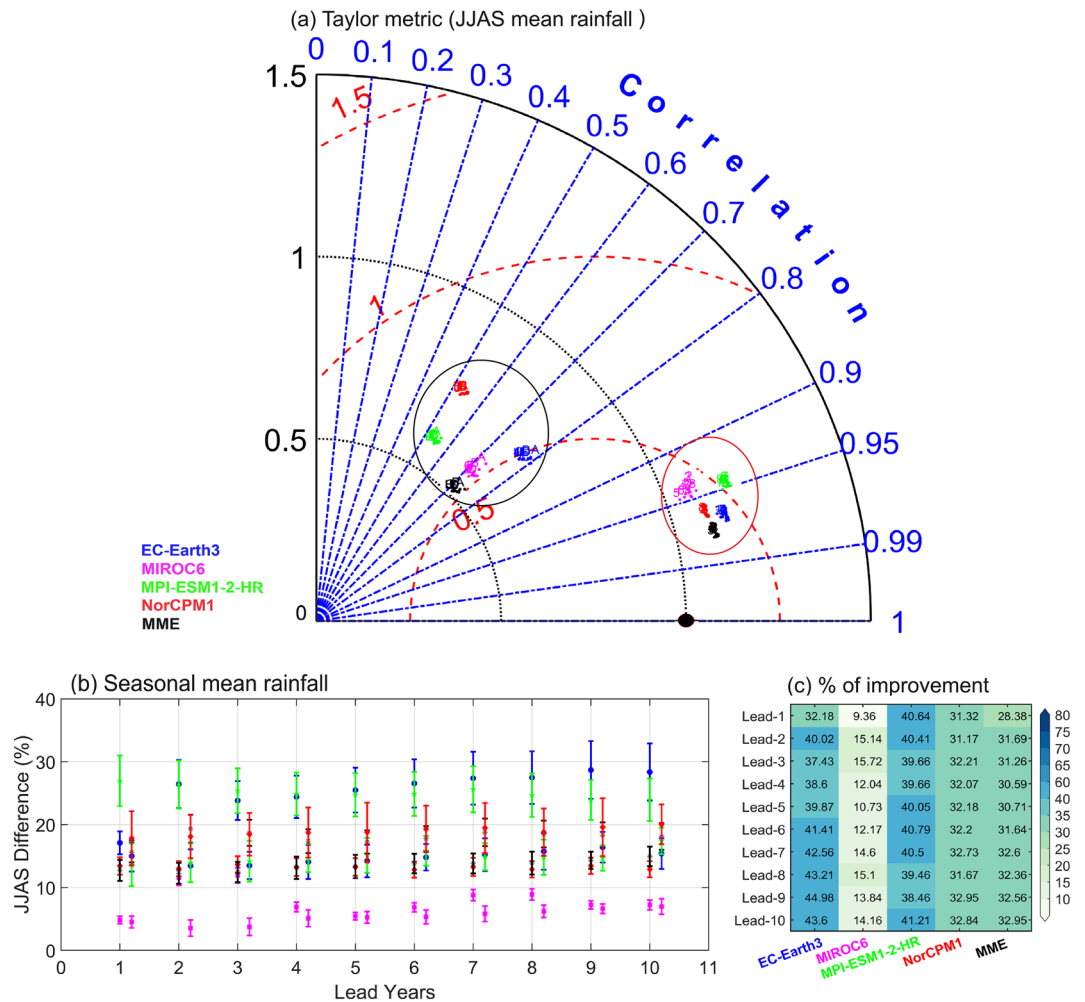 (a) Taylor metric (JJAS mean rainfall )
0 0.1 0.2 0.3 0.4 0.5 0.6 0.7 0.8 0.9 0.95 0.99 1
Correlation
1.5
1
0.5
0
1.5
1
0.5
EC-Earth3
MIROC6
MPI-ESM1-2-HR
NorCPM1
MME
(b) Seasonal mean rainfall
JJAS Difference (%)
40
30
20
10
0
0 1 2 3 4 5 6 7 8 9 10 11
Lead Years
(c) % of improvement
Lead-1 32.18 9.36 40.64 31.32 28.38
Lead-2 40.02 15.14 40.41 31.17 31.69
Lead-3 37.43 15.72 39.66 32.21 31.26
Lead-4 38.6 12.04 39.66 32.07 30.59
Lead-5 39.87 10.73 40.05 32.18 30.71
Lead-6 41.41 12.17 40.79 32.2 31.64
Lead-7 42.56 14.6 40.5 32.73 32.6
Lead-8 43.21 15.1 39.46 31.67 32.36
Lead-9 44.98 13.84 38.46 32.95 32.56
Lead-10 43.6 14.16 41.21 32.84 32.95
EC-Earth3
MIROC6
MPI-ESM1-2-HR
NorCPM1
MME
80
75
70
65
60
55
50
45
40
35
30
25
20
15
10